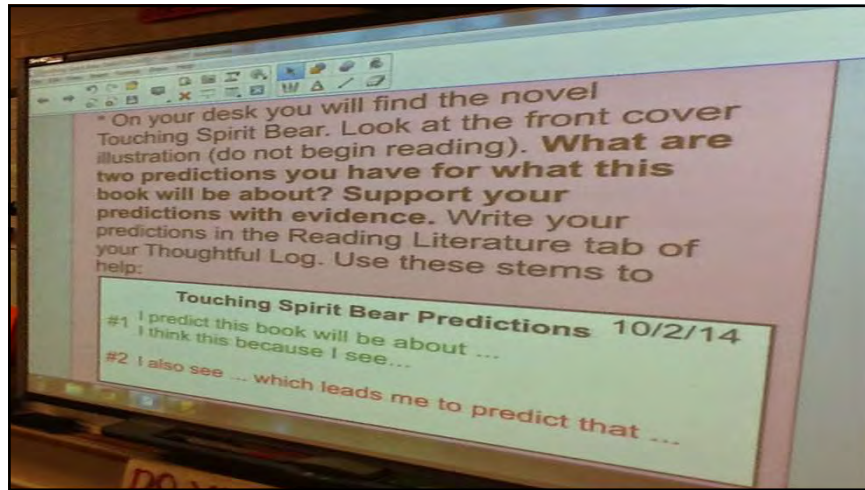 " On your desk you will find the novel
Touching Spirit Bear. Look at the front cover
illustration (do not begin reading). What are
two predictions you have for what this
book will be about? Support your
predictions with evidence. Write your
predictions in the Reading Literature tab of
your Thoughtful Log. Use these stems to
help:
Touching Spirit Bear Predictions 10/2/14
#1 I predict this book will be about ...
I think this because I see...
#2 I also see ... which leads me to predict that ...